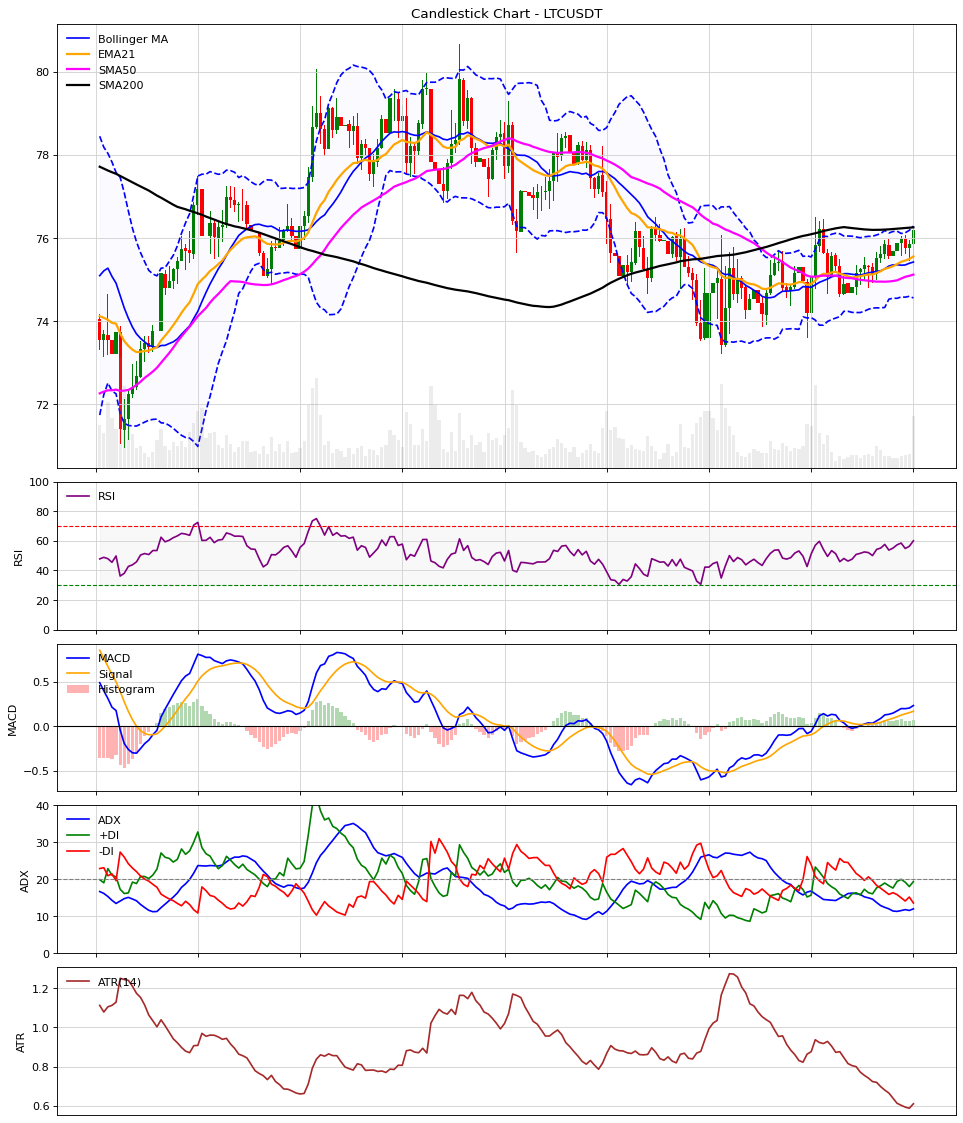 Candlestick Chart - LTCUSDT
Bollinger MA
EMA21
SMA50
SMA200
80
78
76
74
72
RSI
100
80
60
40
20
0
RSI
MACD
Signal
Histogram
0.5
0.0
−0.5
MACD
ADX
+DI
-DI
40
30
20
10
0
ADX
ATR(14)
1.2
1.0
0.8
0.6
ATR